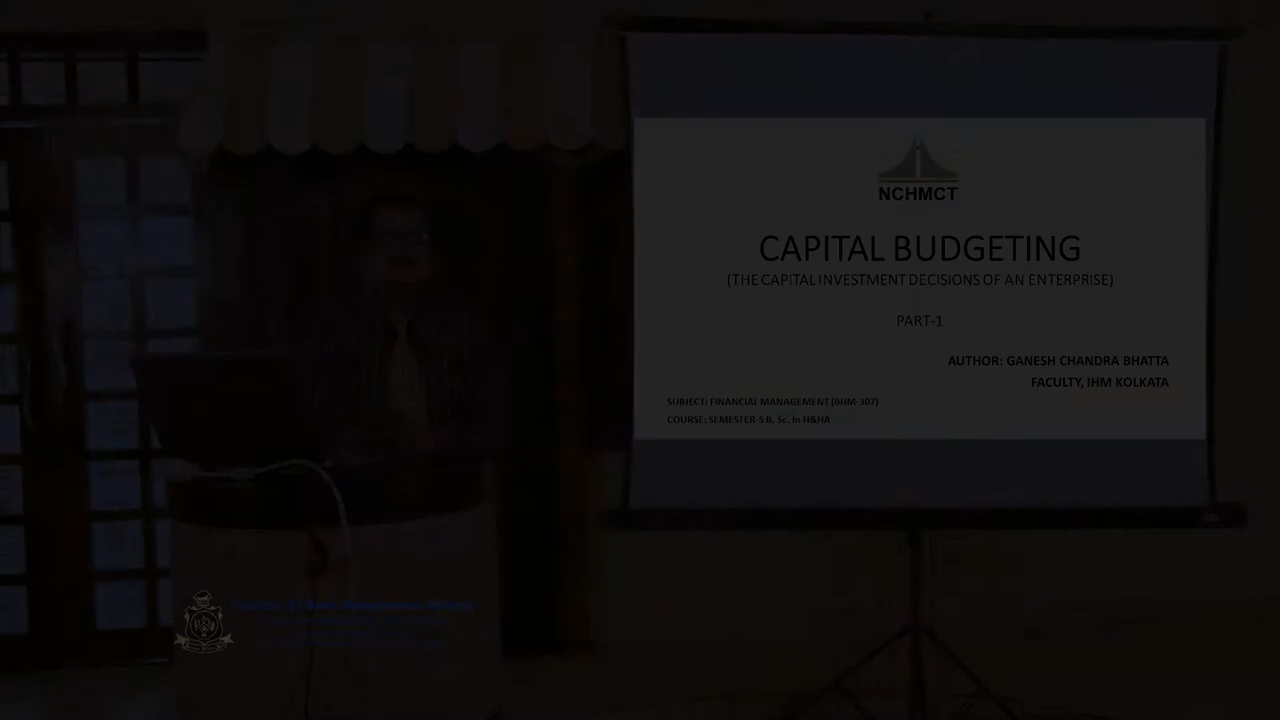 NCHMCT
CAPITAL BUDGETING
(THE CAPITAL INVESTMENT DECISIONS OF AN ENTERPRISE)
PART-1
AUTHOR: GANESH CHANDRA BHATTA
FACULTY, IHM KOLKATA
SUBJECT: FINANCIAL MANAGEMENT (BHM-307)
COURSE: SEMESTER-5 B. Sc. In H&HA